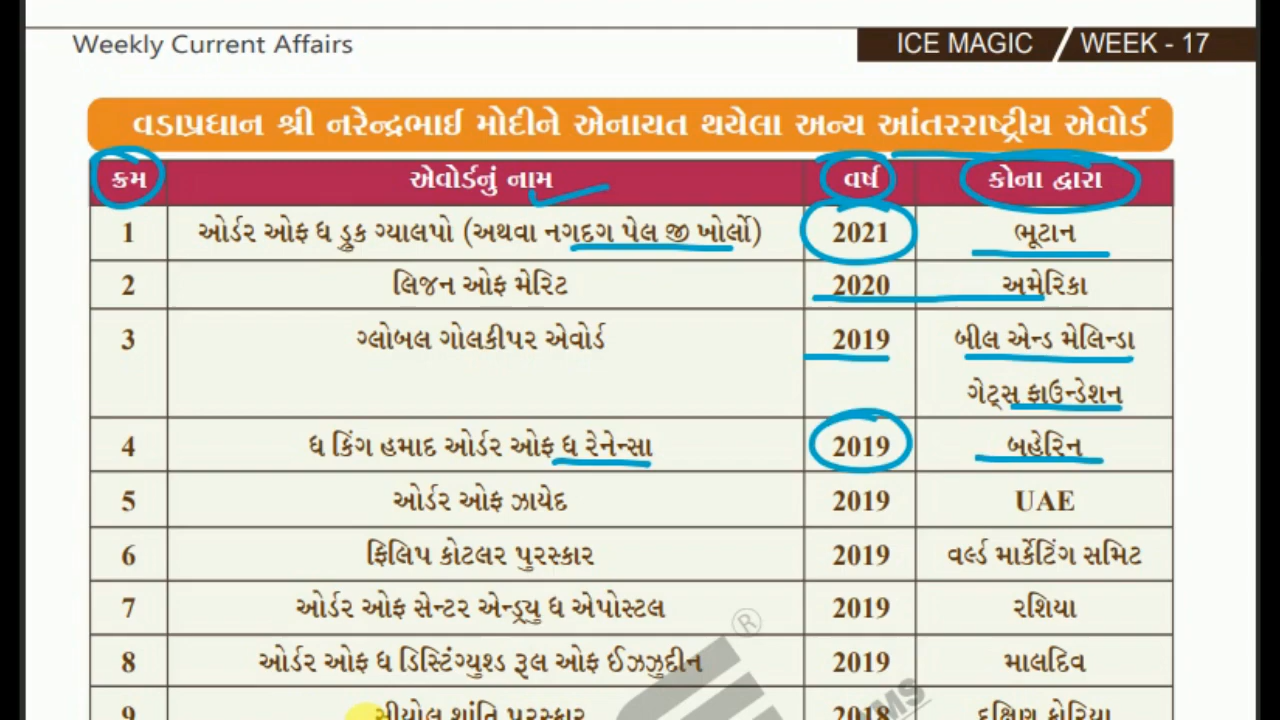 Weekly Current Affairs
ICE MAGIC / WEEK - 17
વડાપ્રધાન શ્રી નરેન્દ્રભાઈ મોદીને એનાયત થયેલા અન્ય આંતરરાષ્ટ્રીય એવોર્ડ
ક્રમ એવોર્ડનું નામ વર્ષ કોના દ્વારા
1 ઓર્ડર ઓફ ધ ડ્રુક ગ્યાલપો (અથવા નગદગ પેલ જી ખોર્લો) 2021 ભૂટાન
2 લિજન ઓફ મેરિટ 2020 અમેરિકા
3 ગ્લોબલ ગોલકીપર એવોર્ડ 2019 બીલ એન્ડ મેલિન્ડા
ગેટ્સ ફાઉન્ડેશન
4 ધ કિંગ હમાદ ઓર્ડર ઓફ ધ રેનેન્સા 2019 બહેરિન
5 ઓર્ડર ઓફ ઝાયેદ 2019 UAE
6 ફિલિપ કોટલર પુરસ્કાર 2019 વર્લ્ડ માર્કેટિંગ સમિટ
7 ઓર્ડર ઓફ સેન્ટર એન્ડ્ર્યુ ધ એપોસ્ટલ 2019 રશિયા
®
8 ઓર્ડર ઓફ ધ ડિસ્ટિંગ્યુશ્ડ રૂલ ઓફ ઈઝઝુદીન 2019 માલદિવ
9 સીયોલ શાંતિ પુરસ્કાર 2018 દક્ષિણ કોરિયા